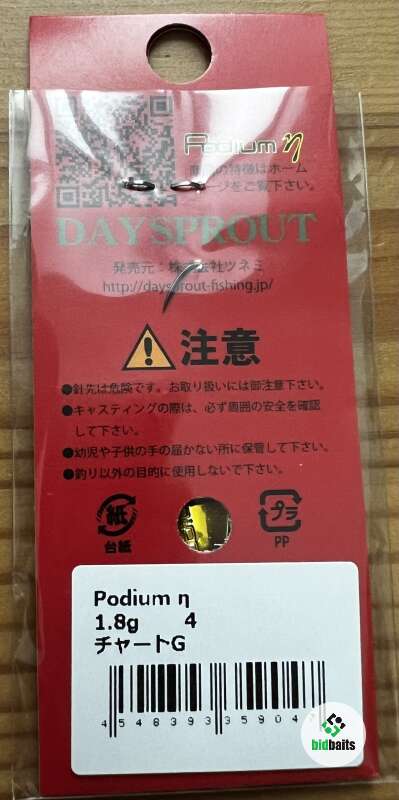 Podium η
の特徴はホーム
ページをご覧下さい。
DAYSPROUT
発売元：株式会社ツネミ
http://daysprout-fishing.jp/
注意
●針先は危険です。お取り扱いには御注意下さい。
●キャスティングの際は、必ず周囲の安全を確認
して下さい。
●幼児や子供の手の届かない所に保管して下さい。
●釣り以外の目的に使用しないで下さい。
台紙
プラ
PP
Podium η
1.8g 4
チャートG
4 548393 35904
bidbaits